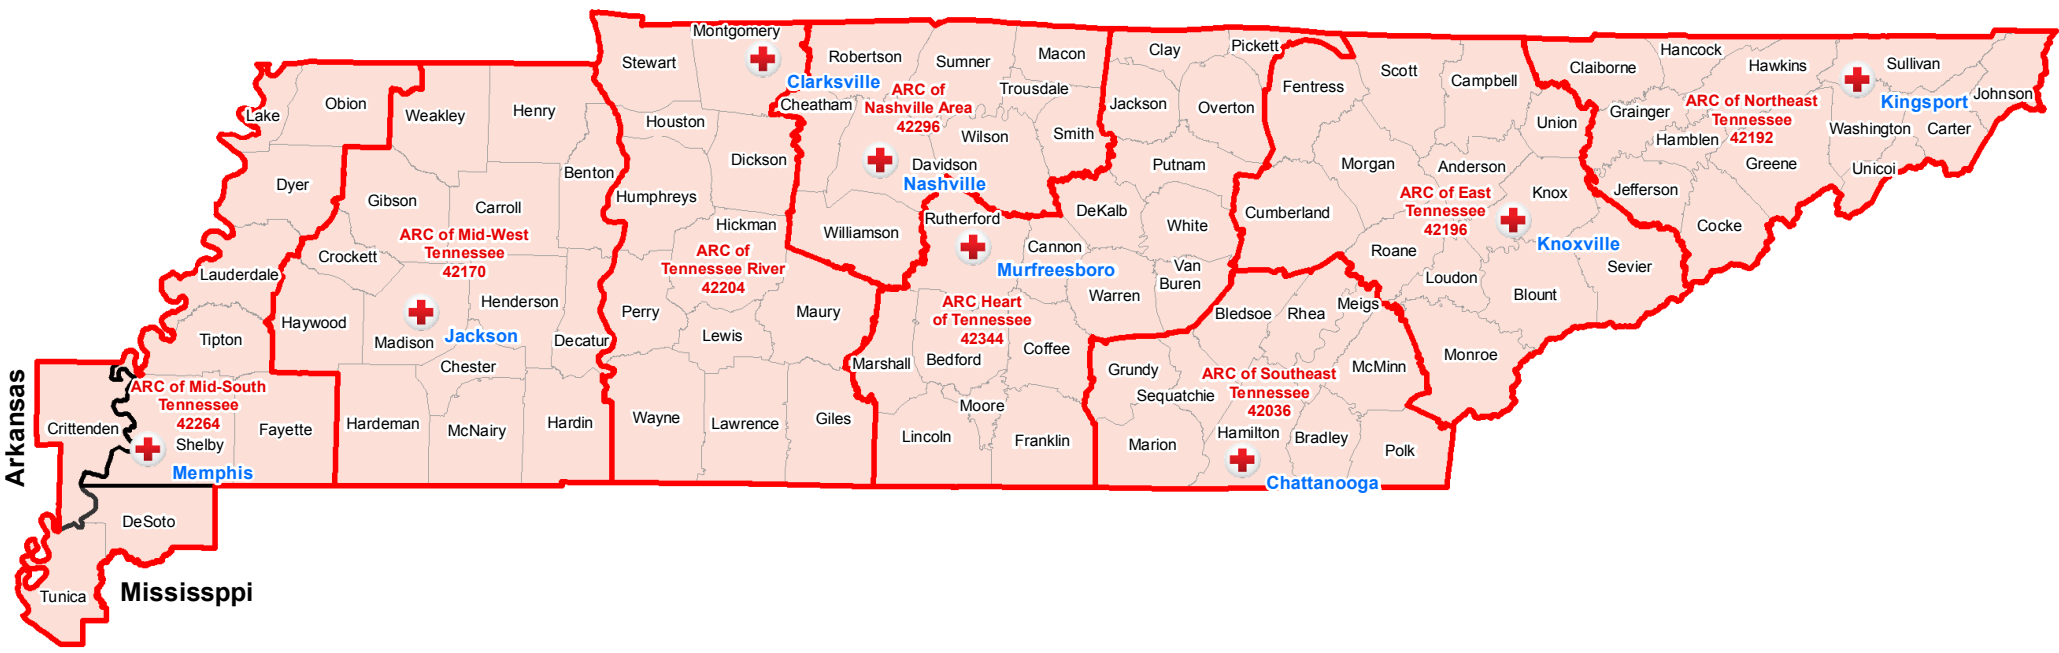 Montgomery
Stewart
Clarksville
Robertson
Sumner
Macon
Clay
Pickett
Fentress
Scott
Campbell
Claiborne
Hancock
Hawkins
Sullivan
Kingsport
Johnson
Lake
Obion
Weakley
Henry
Houston
Cheatham
ARC of
Nashville Area
42296
Trousdale
Wilson
Smith
Jackson
Overton
Union
Grainger
ARC of Northeast
Tennessee
42192
Hamblen
Washington
Carter
Greene
Unicoi
Dyer
Gibson
Carroll
Benton
Dickson
Humphreys
Davidson
Nashville
Putnam
Morgan
Anderson
ARC of East
Tennessee
42196
Knox
Knoxville
Jefferson
Cocke
Sevier
ARC of Mid-West
Tennessee
42170
Crockett
Lauderdale
Hickman
ARC of
Tennessee River
42204
Williamson
Rutherford
Cannon
Murfreesboro
DeKalb
White
Van
Buren
Warren
Cumberland
Roane
Loudon
Blount
Monroe
Haywood
Henderson
Madison
Jackson
Chester
Decatur
Perry
Lewis
Maury
ARC Heart
of Tennessee
42344
Marshall
Bedford
Coffee
Bledsoe
Rhea
Meigs
McMinn
Grundy
Sequatchie
ARC of Southeast
Tennessee
42036
Tipton
ARC of Mid-South
Tennessee
42264
Shelby
Memphis
Fayette
Hardeman
McNairy
Hardin
Wayne
Lawrence
Giles
Lincoln
Moore
Franklin
Marion
Hamilton
Bradley
Polk
Chattanooga
Arkansas
Crittenden
DeSoto
Tunica
Mississppi